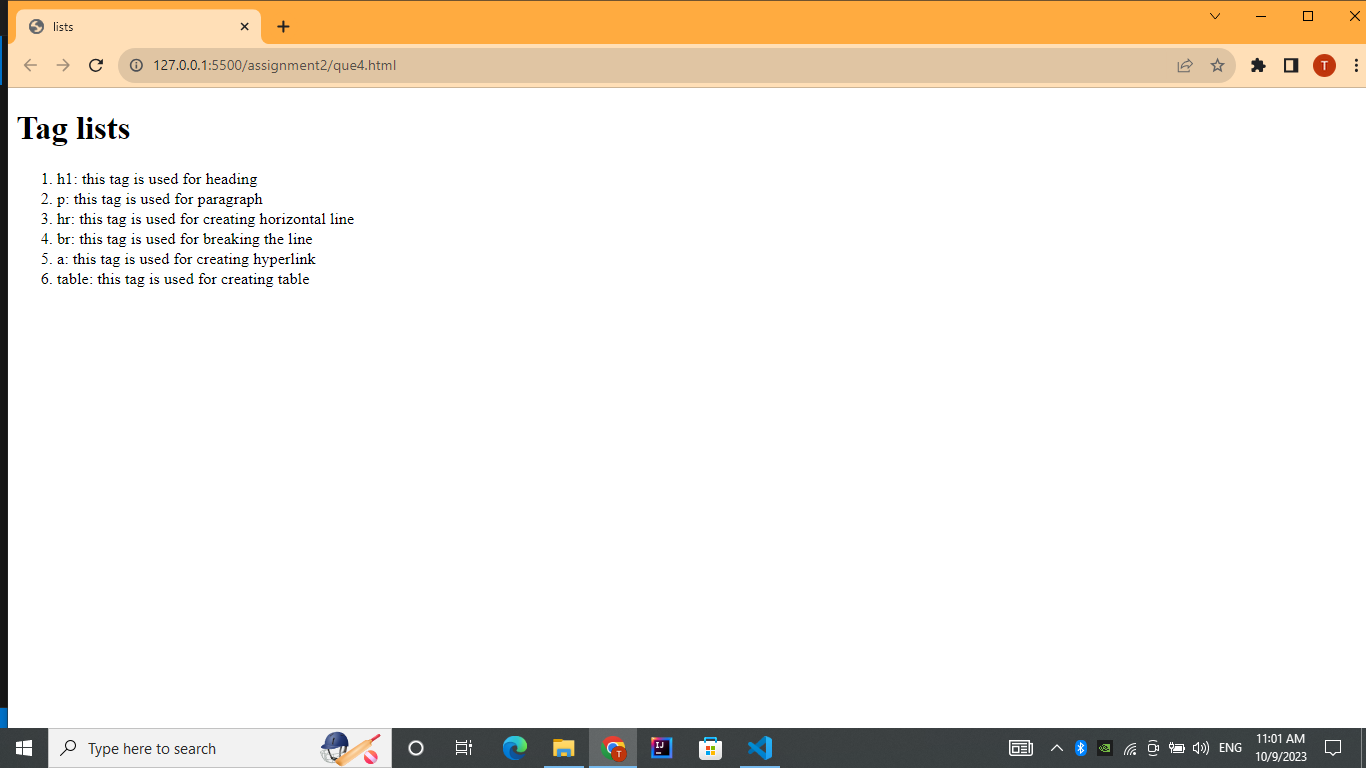 lists
127.0.0.1:5500/assignment2/que4.html
T
Tag lists
1. h1: this tag is used for heading
2. p: this tag is used for paragraph
3. hr: this tag is used for creating horizontal line
4. br: this tag is used for breaking the line
5. a: this tag is used for creating hyperlink
6. table: this tag is used for creating table
Type here to search
T
IJ
ENG
11:01 AM
10/9/2023